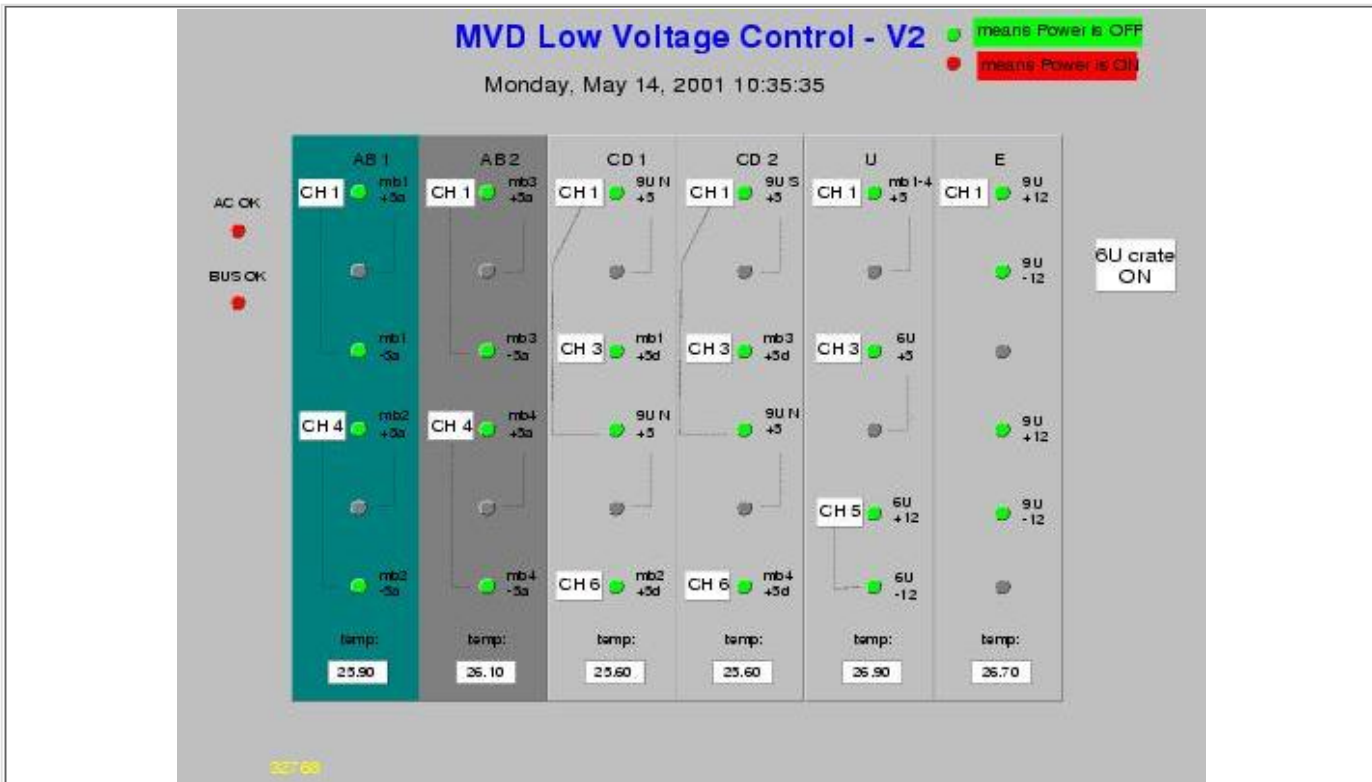 MVD Low Voltage Control - V2
means Power is OFF
means Power is ON
Monday, May 14, 2001 10:35:35
AB 1
AB 2
CD 1
CD 2
U
E
AC OK
BUS OK
CH 1
mb1
+5a
CH 1
mb3
+5a
CH 1
9U N
+5
CH 1
9U S
+5
CH 1
mb 1-4
+5
CH 1
9U
+12
9U
-12
6U crate
ON
mb1
-5a
mb3
-5a
CH 3
mb1
+5d
CH 3
mb3
+5d
CH 3
6U
+5
CH 4
mb2
+5a
CH 4
mb4
+5a
9U N
+5
9U N
+5
9U
+12
CH 5
6U
+12
9U
-12
mb2
-5a
mb4
-5a
CH 6
mb2
+5d
CH 6
mb4
+5d
6U
-12
temp:
temp:
temp:
temp:
temp:
temp:
25.90
26.10
25.60
25.60
26.90
26.70
32768